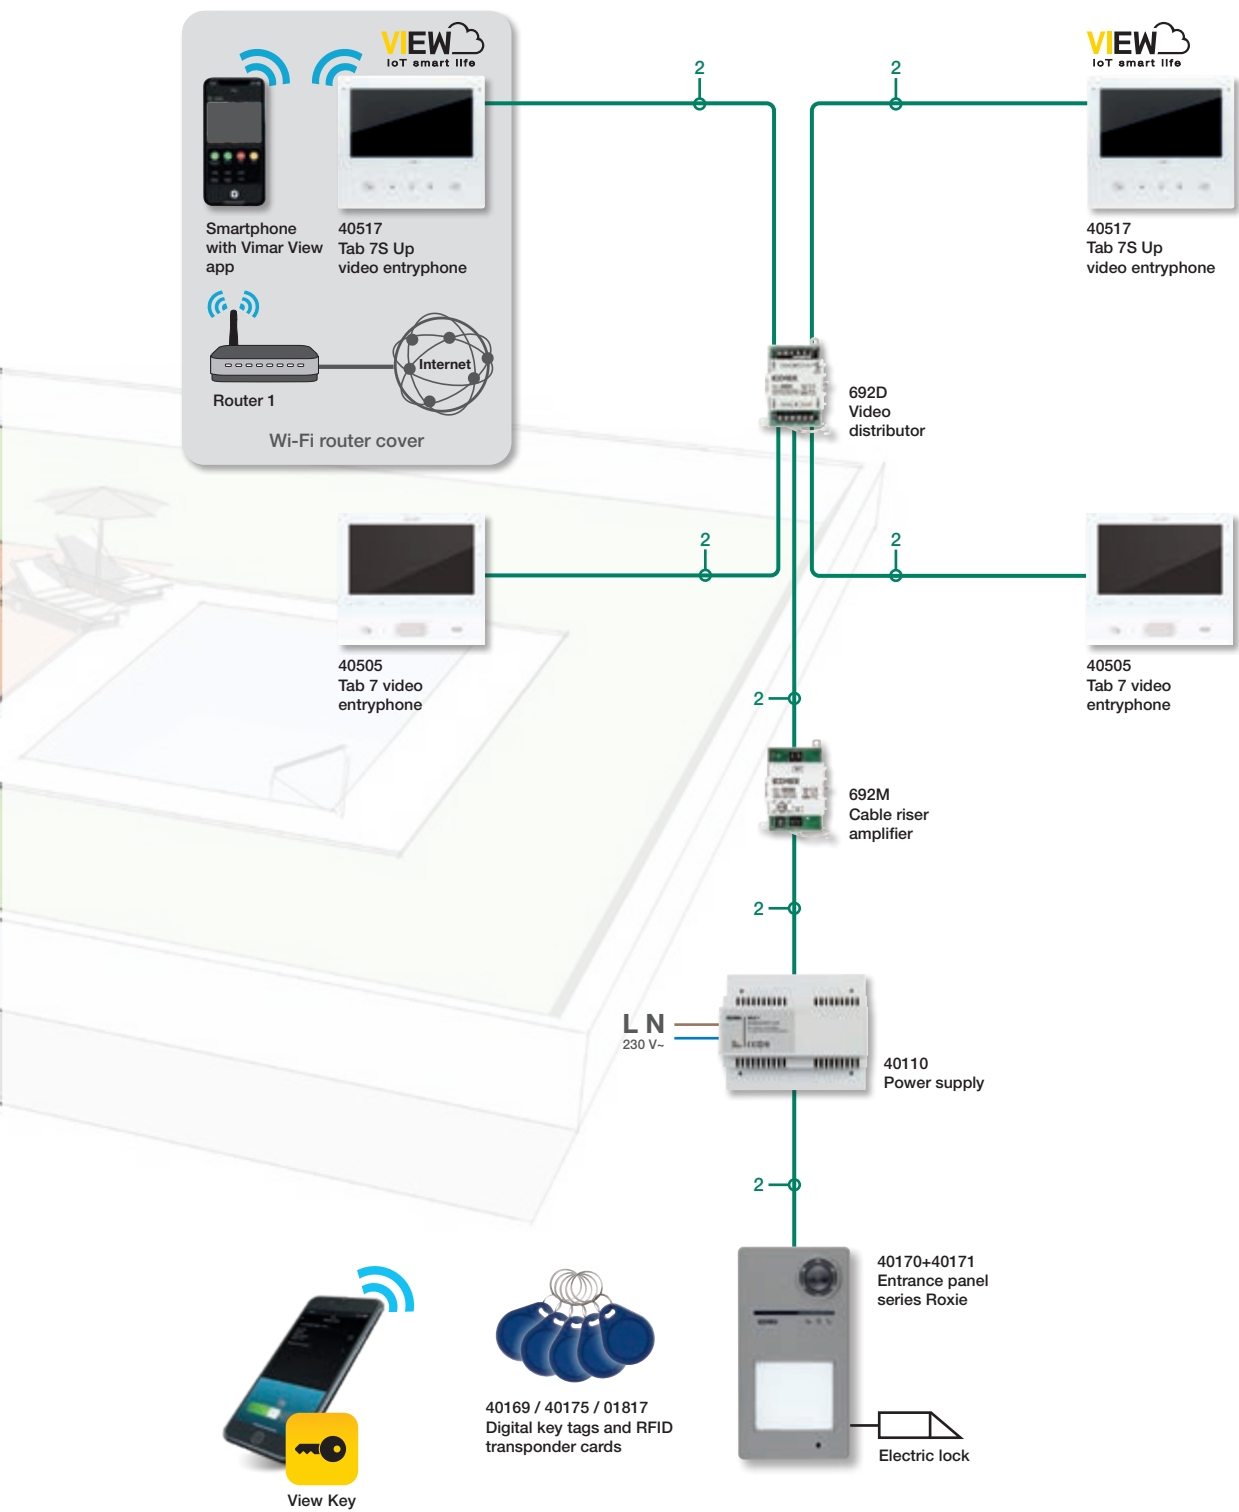 VIEW
IoT smart life
VIEW
IoT smart life
2
2
Smartphone
with Vimar View
app
40517
Tab 7S Up
video entryphone
40517
Tab 7S Up
video entryphone
Internet
Router 1
Wi-Fi router cover
692D
Video
distributor
2
2
40505
Tab 7 video
entryphone
40505
Tab 7 video
entryphone
2
692M
Cable riser
amplifier
2
L N
230 V~
40110
Power supply
2
40170+40171
Entrance panel
series Roxie
40169 / 40175 / 01817
Digital key tags and RFID
transponder cards
Electric lock
View Key